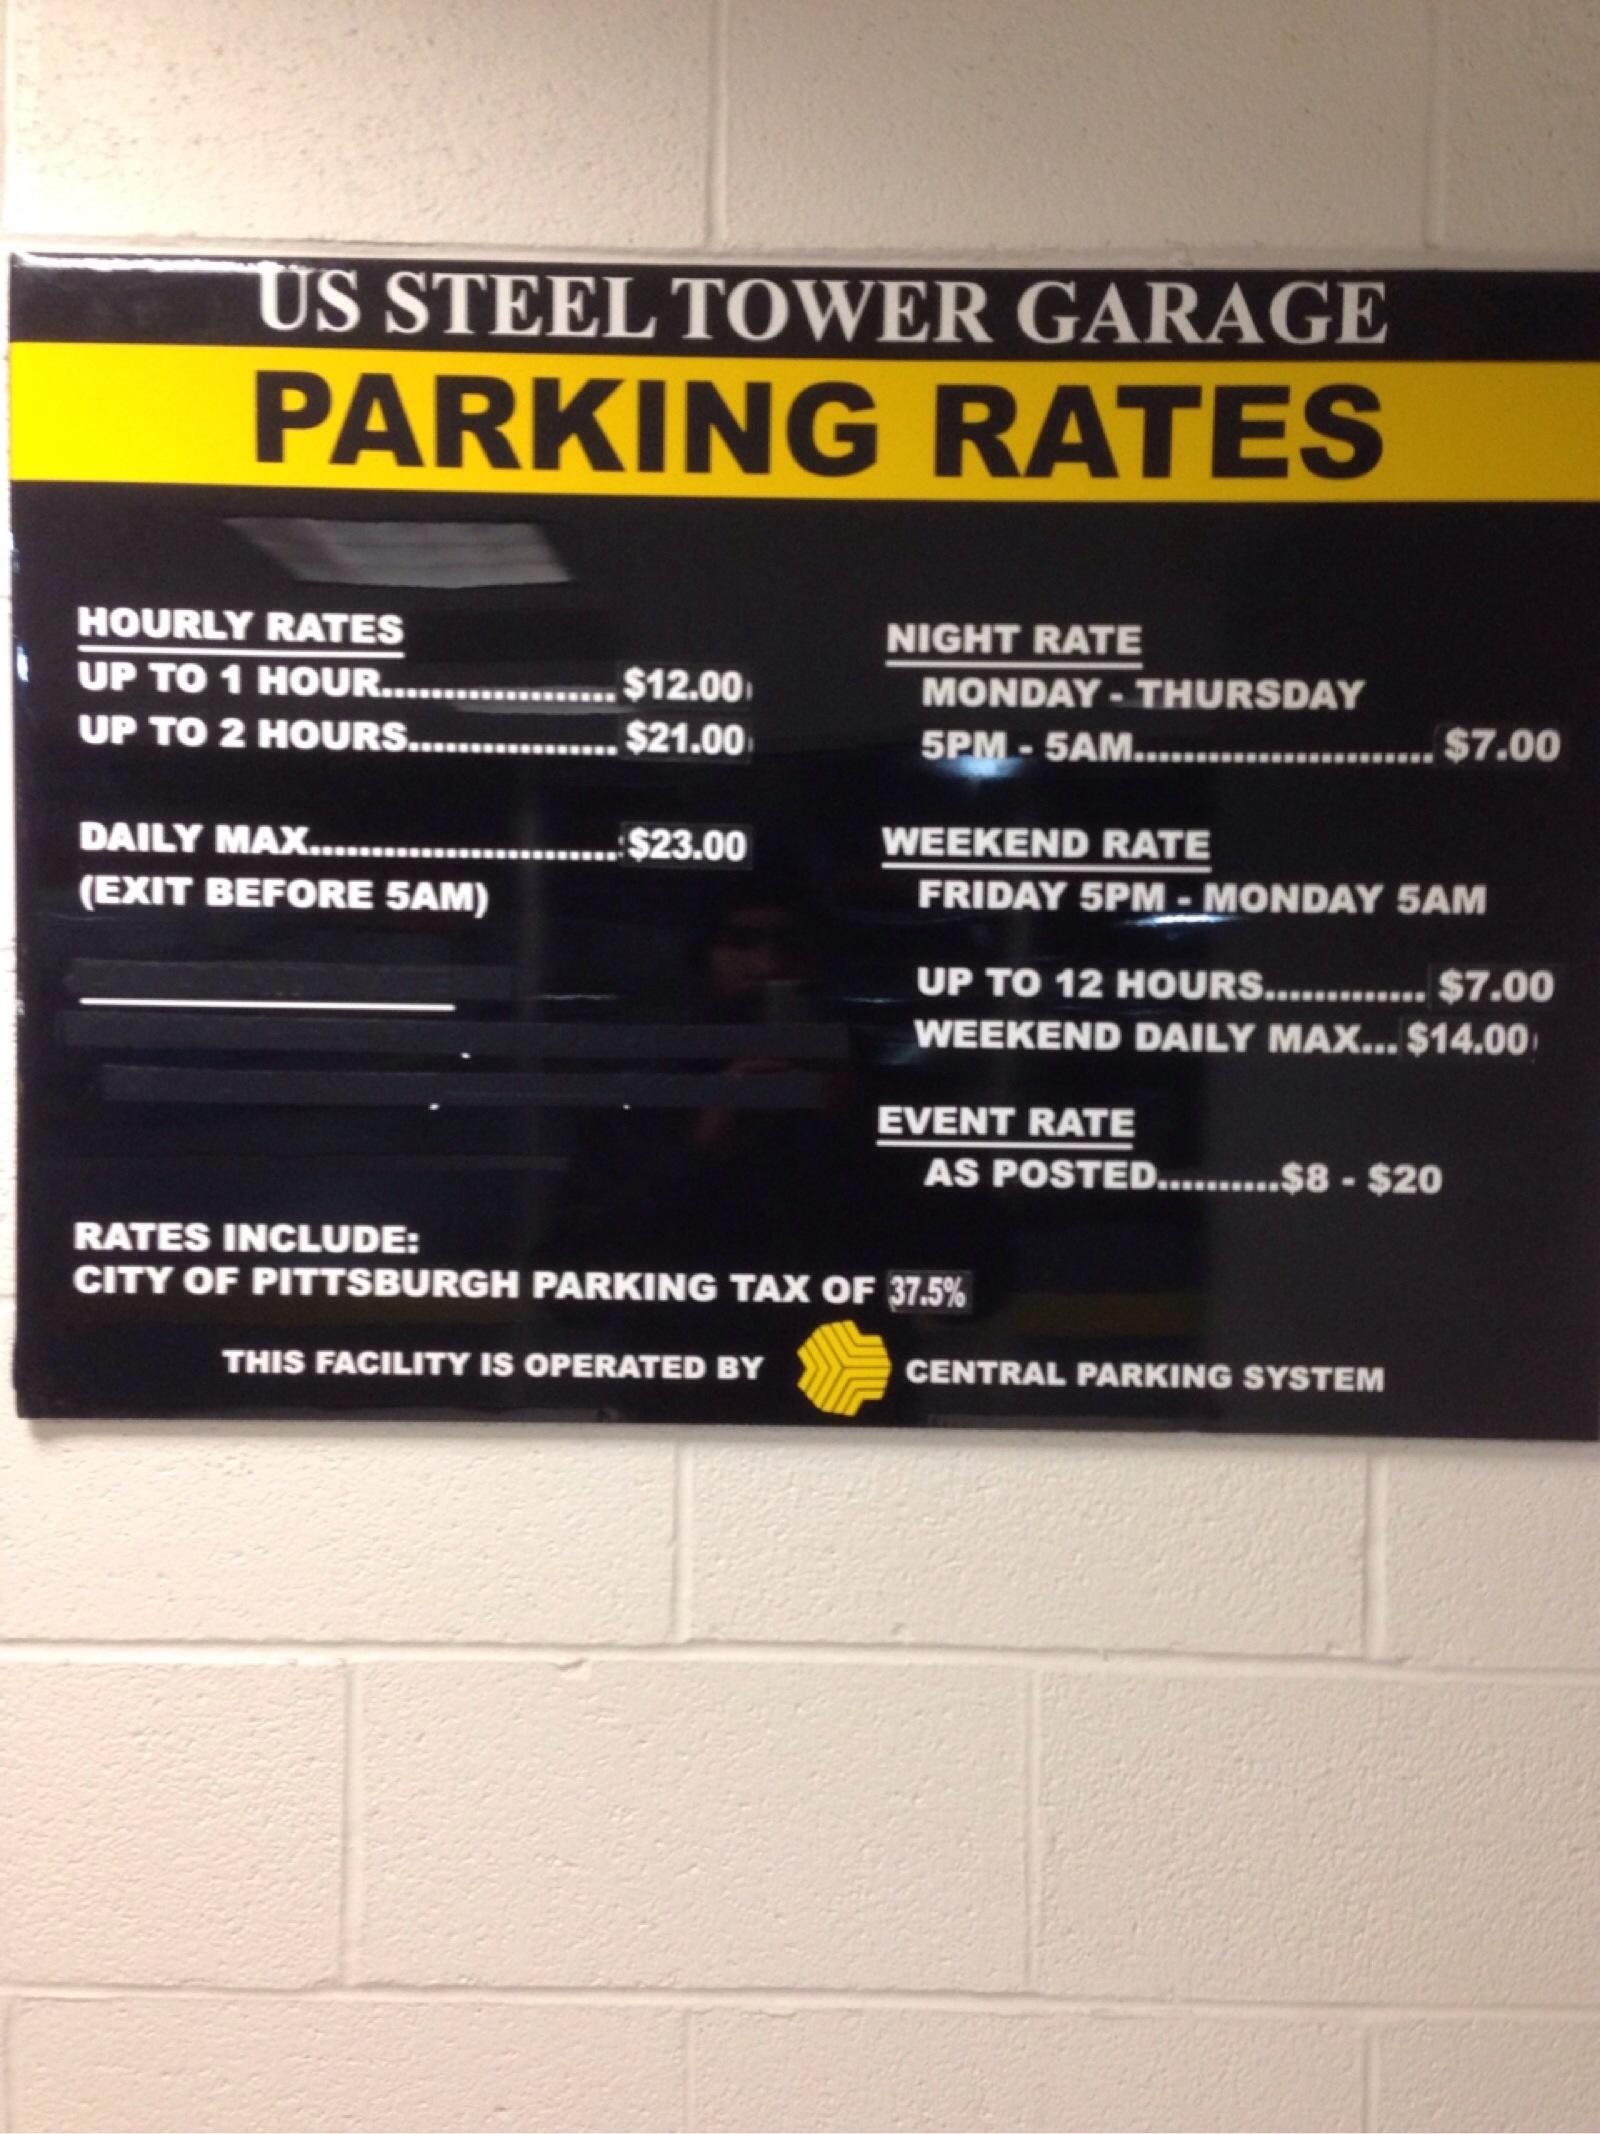 US STEEL TOWER GARAGE
PARKING RATES
HOURLY RATES
UP TO 1 HOUR................... $12.00
UP TO 2 HOURS................. $21.00
DAILY MAX......................... $23.00
(EXIT BEFORE 5AM)
NIGHT RATE
MONDAY - THURSDAY
5PM - 5AM........................ $7.00
WEEKEND RATE
FRIDAY 5PM - MONDAY 5AM
UP TO 12 HOURS............. $7.00
WEEKEND DAILY MAX... $14.00
EVENT RATE
AS POSTED..........$8 - $20
RATES INCLUDE:
CITY OF PITTSBURGH PARKING TAX OF 37.5%
THIS FACILITY IS OPERATED BY CENTRAL PARKING SYSTEM